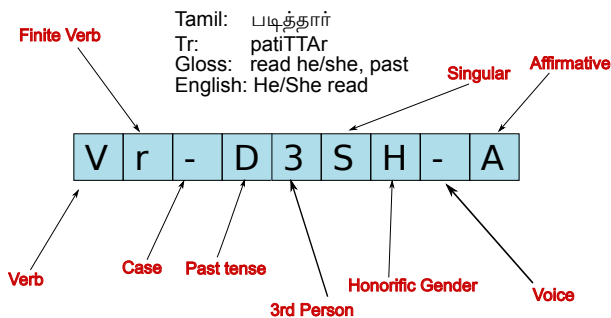 Tamil: படித்தார்
Finite Verb
Tr: patiTTAr
Gloss: read he/she, past
English: He/She read
Singular
Affirmative
V r - D 3 S H - A
Verb
Case
Past tense
3rd Person
Honorific Gender
Voice